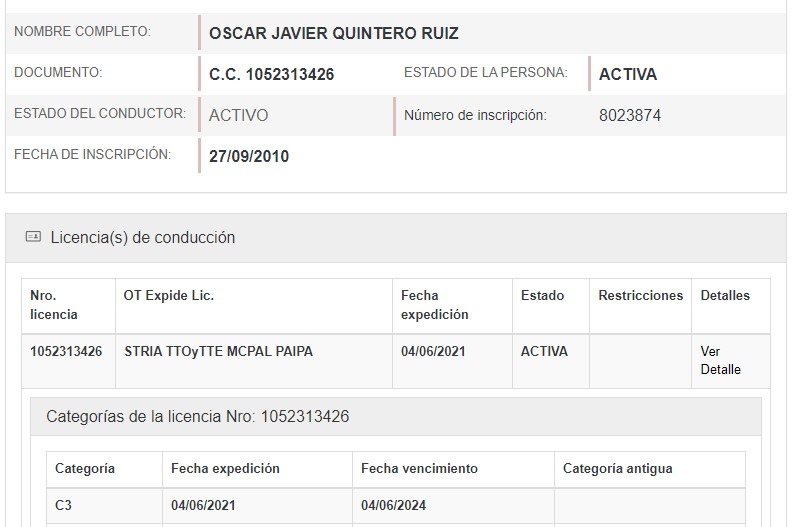 NOMBRE COMPLETO: OSCAR JAVIER QUINTERO RUIZ
DOCUMENTO: C.C. 1052313426 ESTADO DE LA PERSONA: ACTIVA
ESTADO DEL CONDUCTOR: ACTIVO Número de inscripción: 8023874
FECHA DE INSCRIPCIÓN: 27/09/2010
Licencia(s) de conducción
Nro. licencia OT Expide Lic. Fecha expedición Estado Restricciones Detalles
1052313426 STRIA TTOyTTE MCPAL PAIPA 04/06/2021 ACTIVA Ver Detalle
Categorías de la licencia Nro: 1052313426
Categoría Fecha expedición Fecha vencimiento Categoría antigua
C3 04/06/2021 04/06/2024